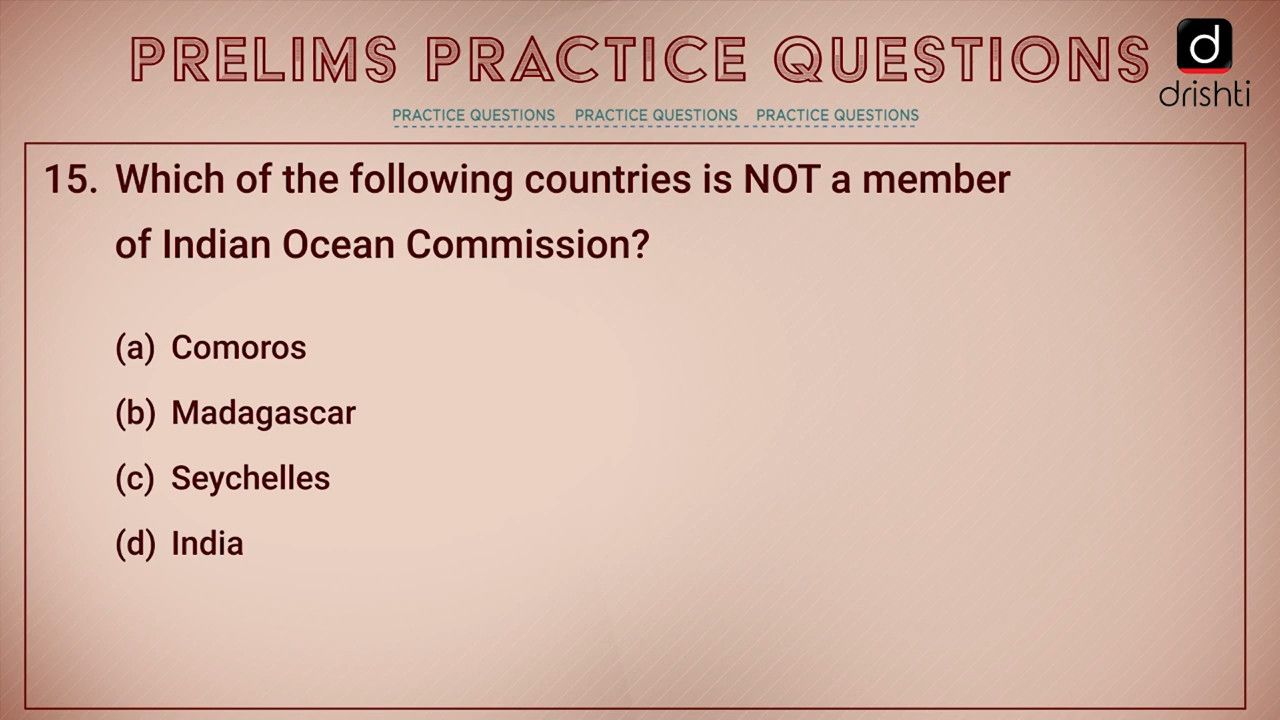 PRELIMS PRACTICE QUESTIONS
d
drishti
PRACTICE QUESTIONS PRACTICE QUESTIONS PRACTICE QUESTIONS
15. Which of the following countries is NOT a member
of Indian Ocean Commission?
(a) Comoros
(b) Madagascar
(c) Seychelles
(d) India